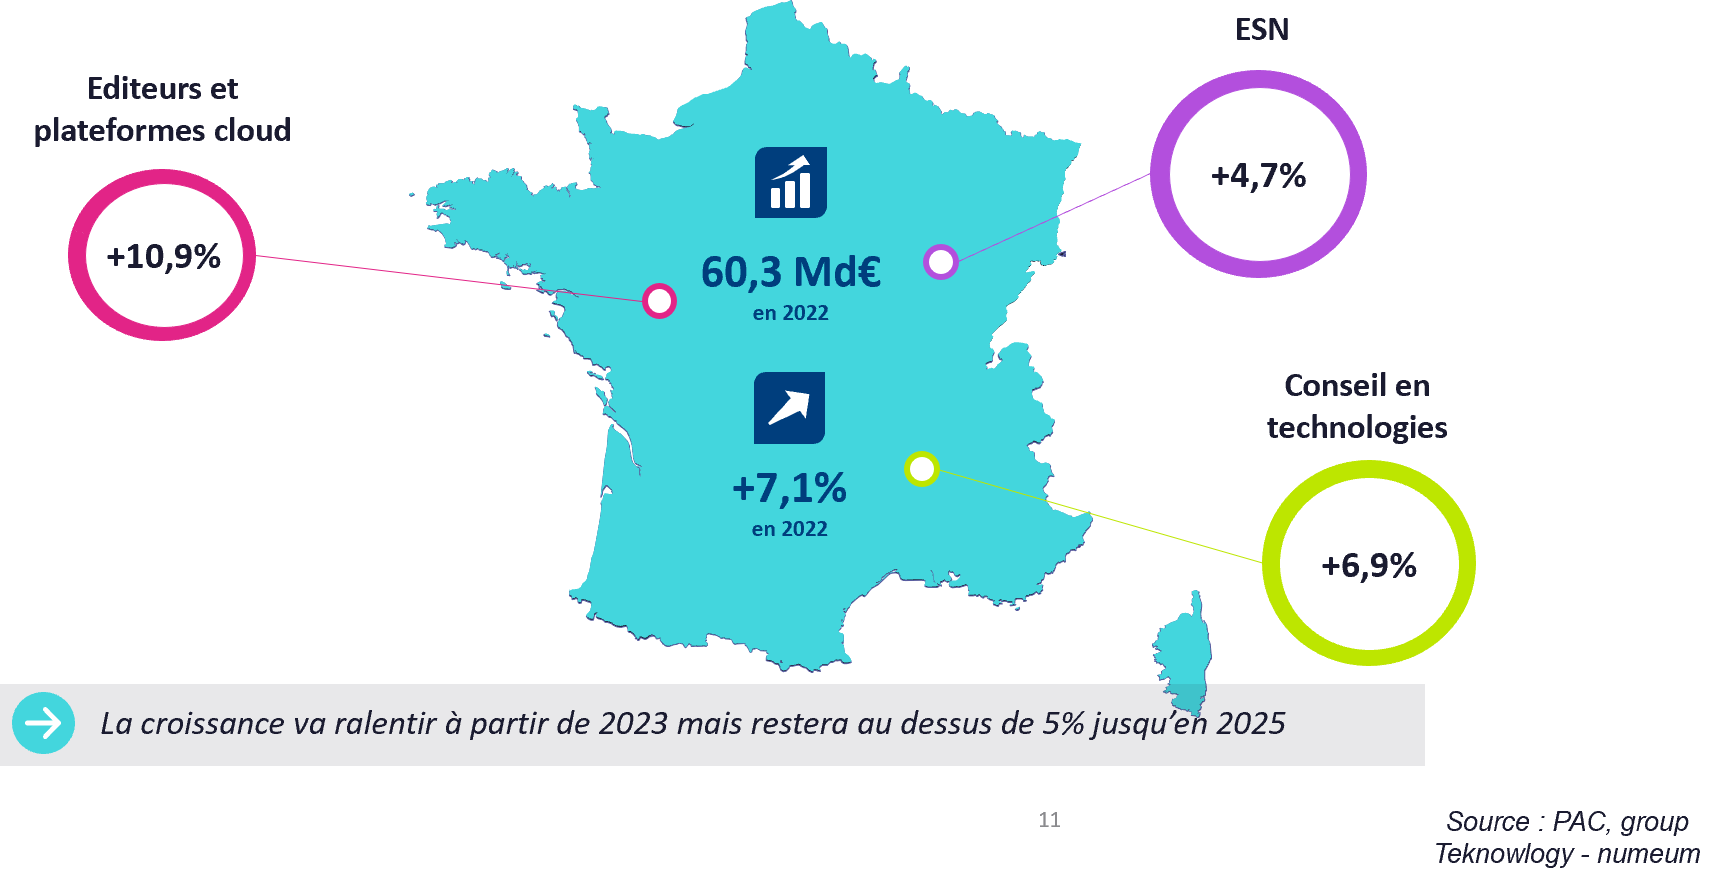 ESN
Editeurs et
plateformes cloud
+4,7%
+10,9%
60,3 Md€
en 2022
Conseil en
technologies
+7,1%
en 2022
+6,9%
La croissance va ralentir à partir de 2023 mais restera au dessus de 5% jusqu’en 2025
11
Source : PAC, group
Teknowlogy - numeum